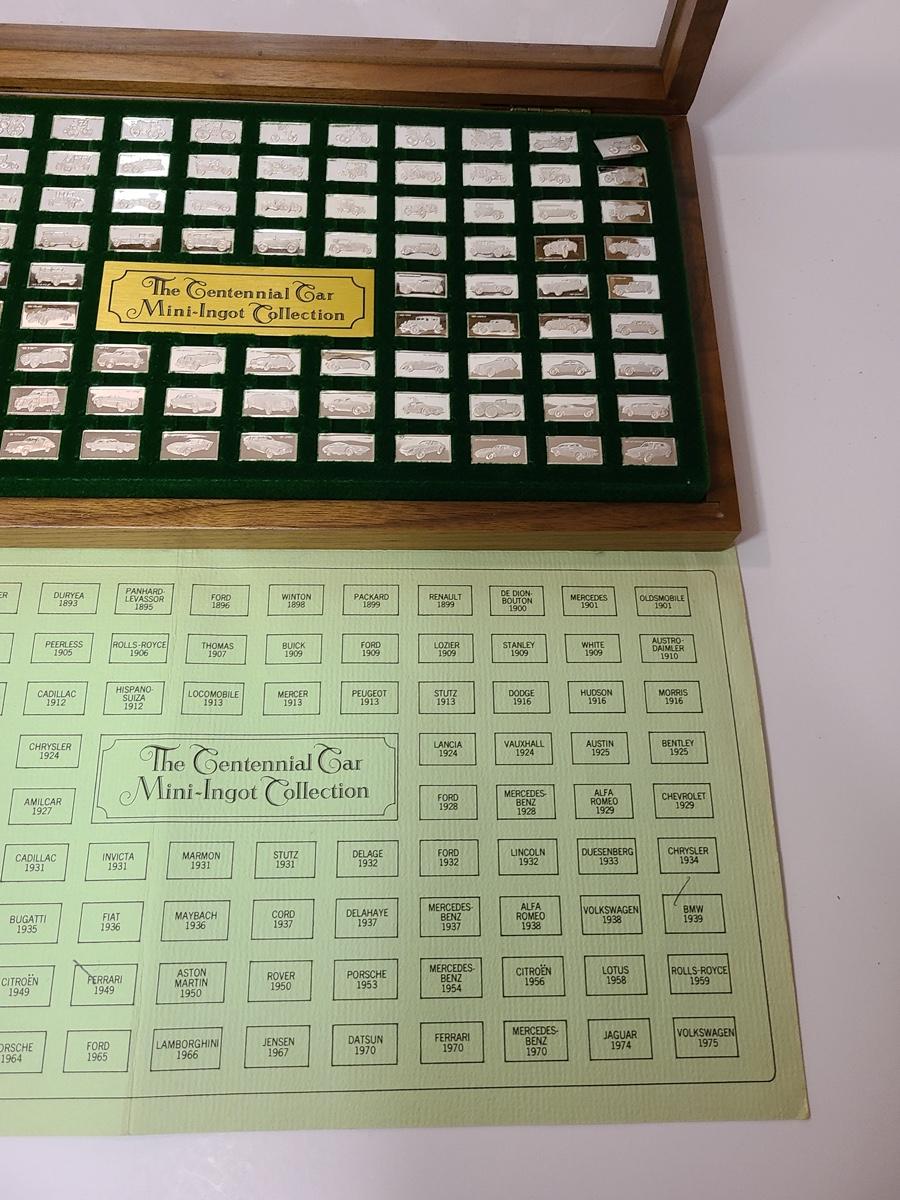 The Centennial Car
Mini-Ingot Collection
DURYEA
1893
PANHARD-
LEVASSOR
1895
FORD
1896
WINTON
1898
PACKARD
1899
RENAULT
1899
DE DION-
BOUTON
1900
MERCEDES
1901
OLDSMOBILE
1901
PEERLESS
1905
ROLLS-ROYCE
1906
THOMAS
1907
BUICK
1909
FORD
1909
LOZIER
1909
STANLEY
1909
WHITE
1909
AUSTRO-
DAIMLER
1910
CADILLAC
1912
HISPANO-
SUIZA
1912
LOCOMOBILE
1913
MERCER
1913
PEUGEOT
1913
STUTZ
1913
DODGE
1916
HUDSON
1916
MORRIS
1916
CHRYSLER
1924
The Centennial Car
Mini-Ingot Collection
LANCIA
1924
VAUXHALL
1924
AUSTIN
1925
BENTLEY
1925
AMILCAR
1927
FORD
1928
MERCEDES-
BENZ
1928
ALFA
ROMEO
1929
CHEVROLET
1929
CADILLAC
1931
INVICTA
1931
MARMON
1931
STUTZ
1931
DELAGE
1932
FORD
1932
LINCOLN
1932
DUESENBERG
1933
CHRYSLER
1934
BUGATTI
1935
FIAT
1936
MAYBACH
1936
CORD
1937
DELAHAYE
1937
MERCEDES-
BENZ
1937
ALFA
ROMEO
1938
VOLKSWAGEN
1938
BMW
1939
CITROËN
1949
FERRARI
1949
ASTON
MARTIN
1950
ROVER
1950
PORSCHE
1953
MERCEDES-
BENZ
1954
CITROËN
1956
LOTUS
1958
ROLLS-ROYCE
1959
ORSCHE
1964
FORD
1965
LAMBORGHINI
1966
JENSEN
1967
DATSUN
1970
FERRARI
1970
MERCEDES-
BENZ
1970
JAGUAR
1974
VOLKSWAGEN
1975